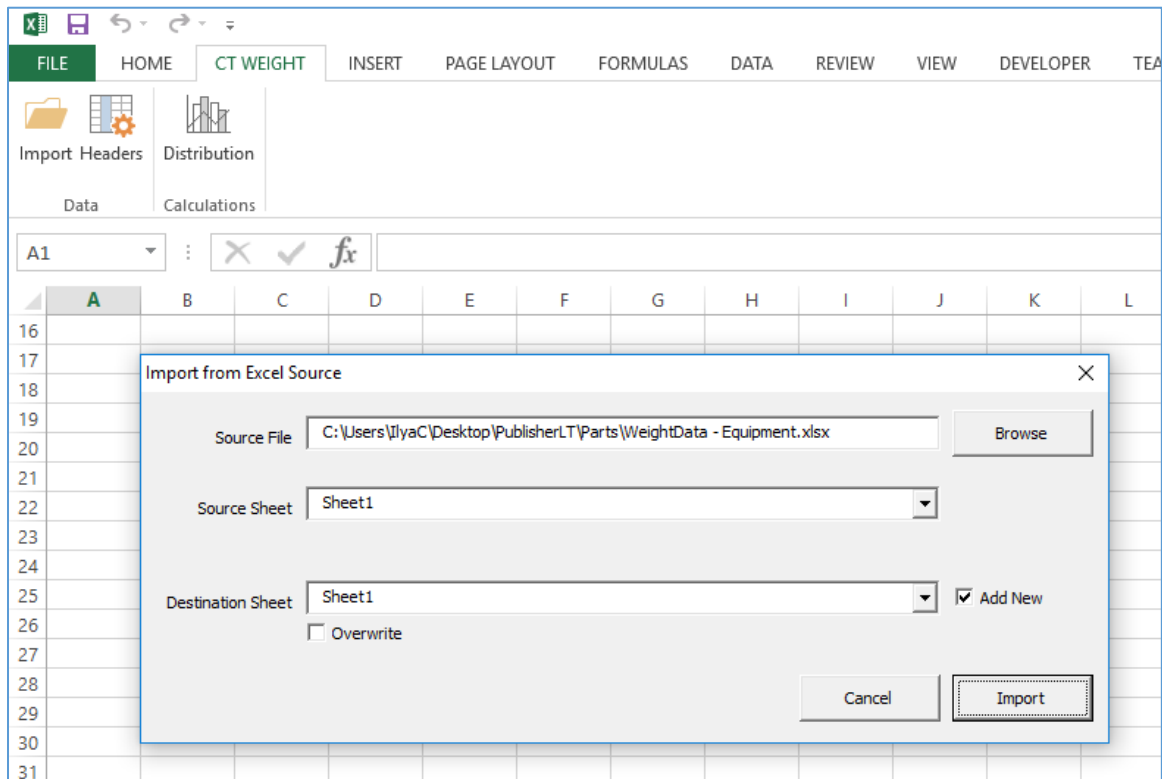 FILE HOME CT WEIGHT INSERT PAGE LAYOUT FORMULAS DATA REVIEW VIEW DEVELOPER TEA
Import Headers Distribution
Data Calculations
A1 fx
A B C D E F G H I J K L
16
17
Import from Excel Source
18
19
Source File C:\Users\IlyaC\Desktop\PublisherLT\Parts\WeightData - Equipment.xlsx Browse
20
21
22
Source Sheet Sheet1
23
24
25
Destination Sheet Sheet1 Add New
26
Overwrite
27
28
Cancel Import
29
30
31